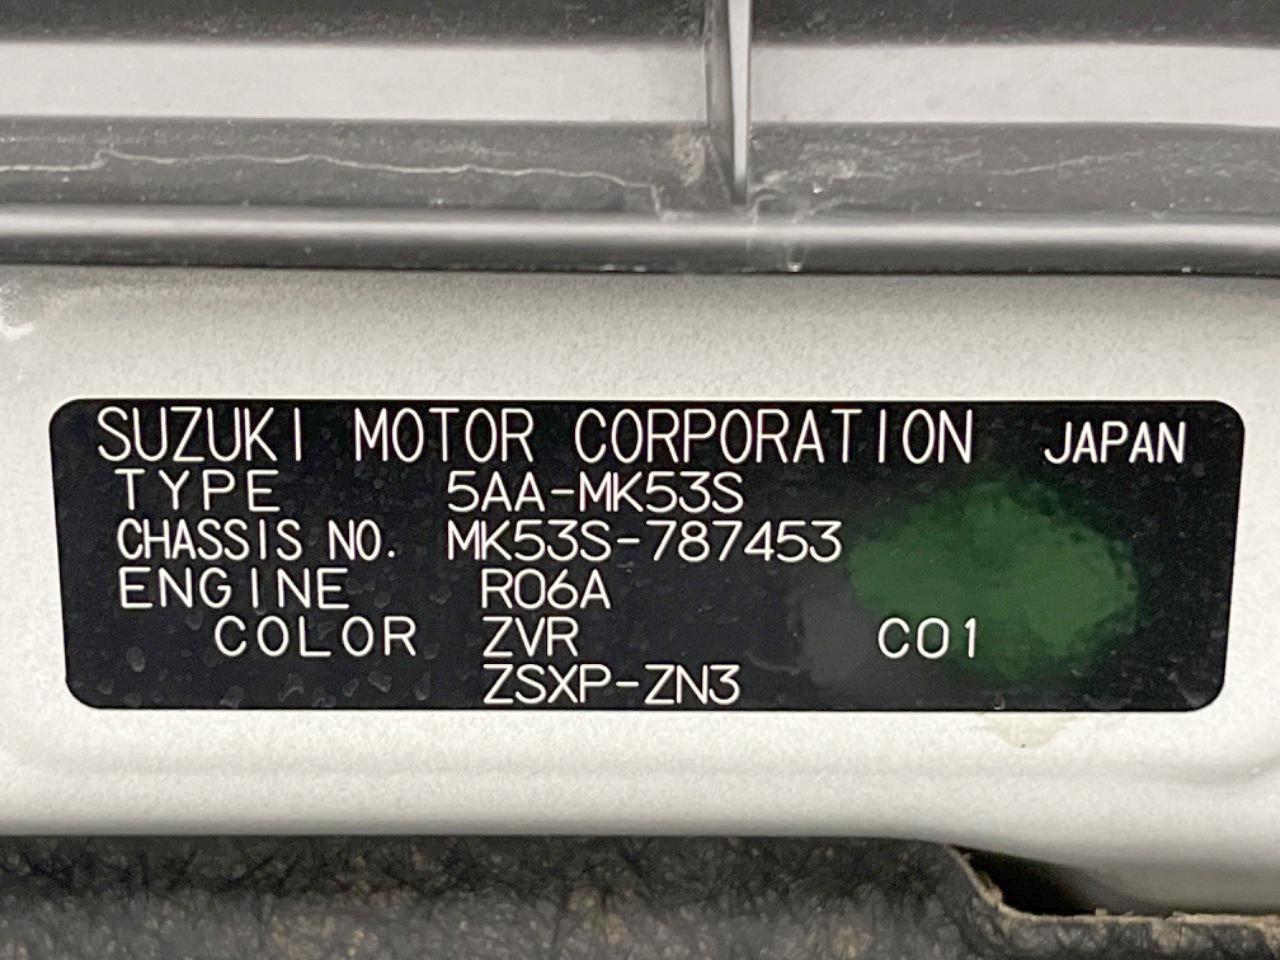 SUZUKI MOTOR CORPORATION JAPAN
TYPE 5AA-MK53S
CHASSIS NO. MK53S-787453
ENGINE R06A
COLOR ZVR C01
ZSXP-ZN3